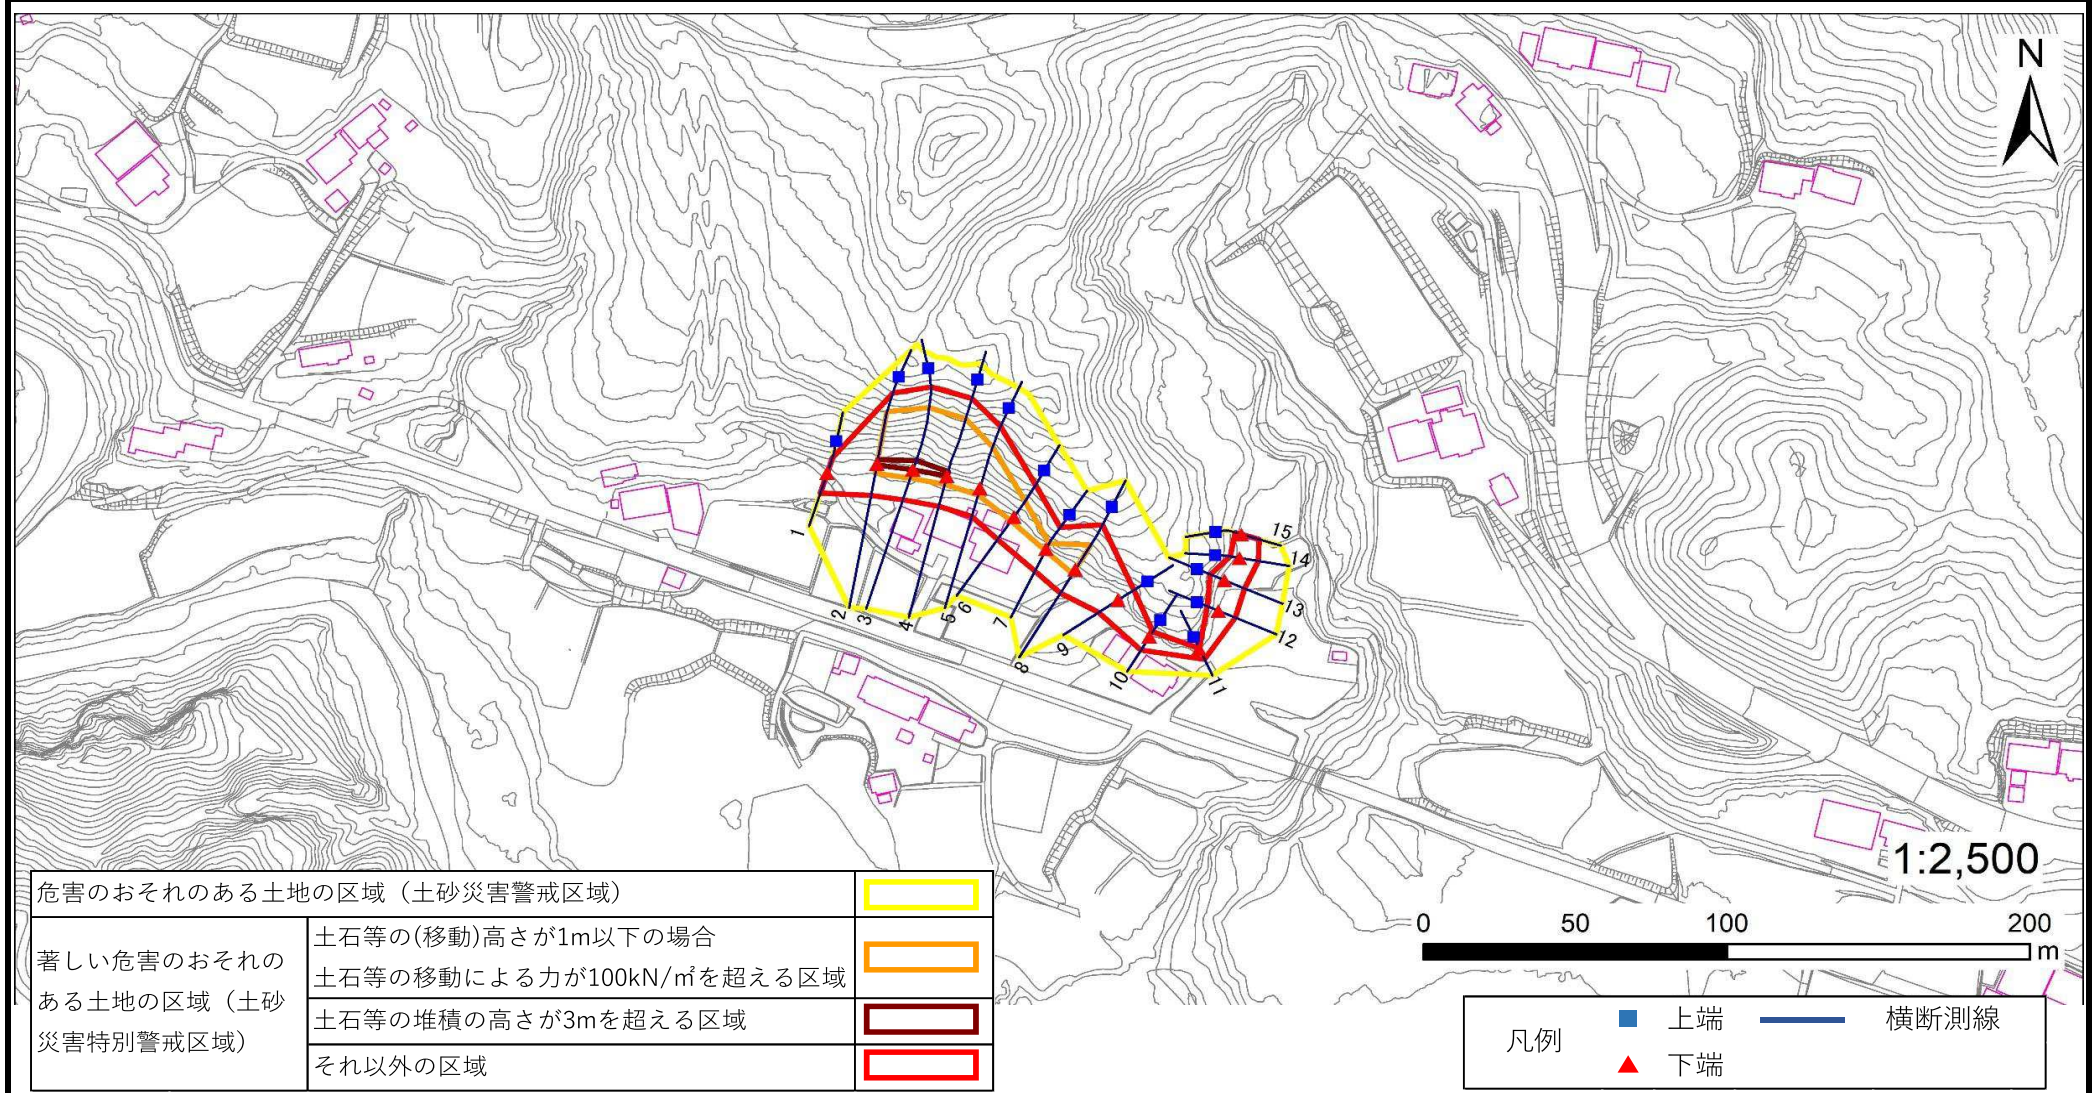 N
1
2
3
4
5
6
7
8
9
10
11
12
13
14
15
1:2,500
0 50 100 200
m
危害のおそれのある土地の区域（土砂災害警戒区域）
著しい危害のおそれの
ある土地の区域（土砂
災害特別警戒区域）
土石等の(移動)高さが1m以下の場合
土石等の移動による力が100kN/㎡を超える区域
土石等の堆積の高さが3mを超える区域
それ以外の区域
凡例
上端
横断測線
下端